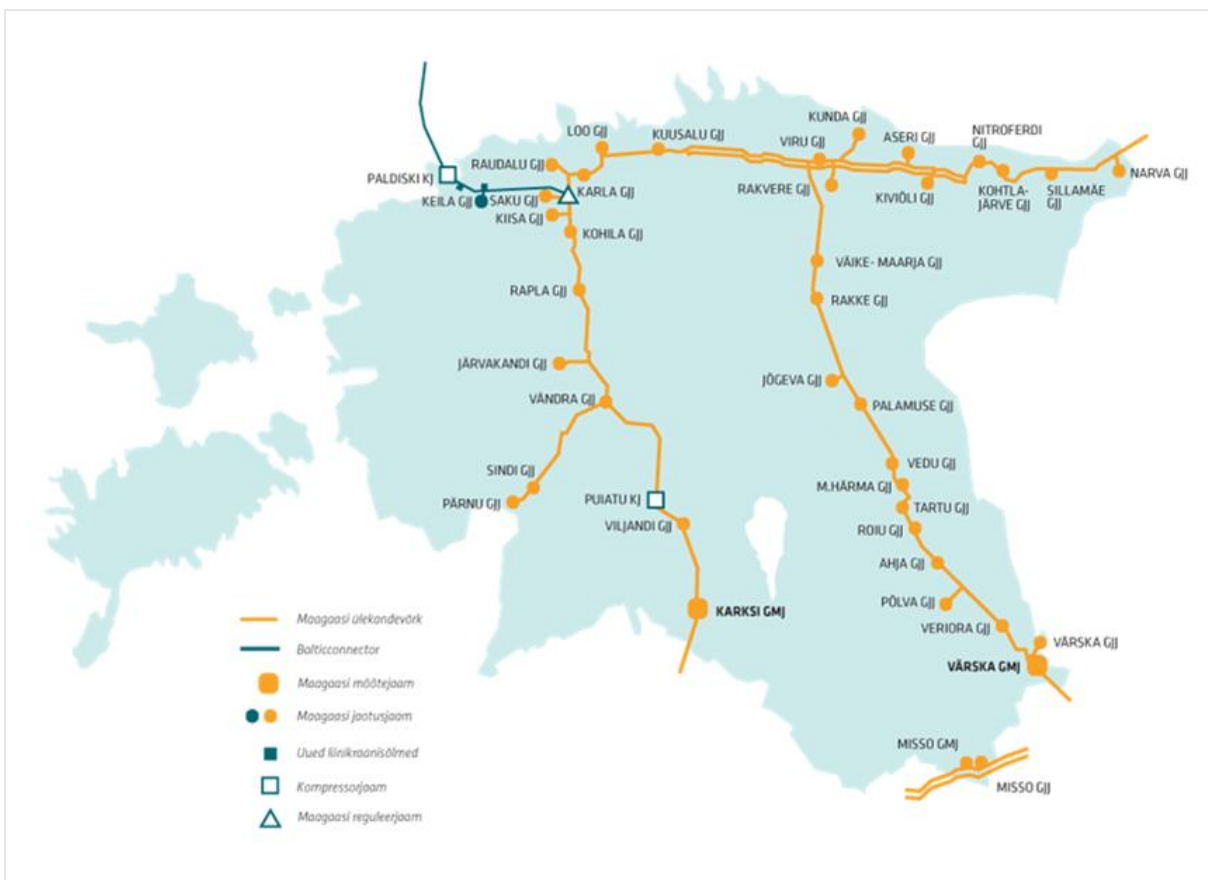 KUNDA GJJ
LOO GJJ
KUUSALU GJJ
VIRU GJJ
ASERI GJJ
NITROFERDI
GJJ
RAUDALU GJJ
PALDISKI KJ
KARLA GJJ
RAKVERE GJJ
KIVIÕLI GJJ
KOHTLA-
JÄRVE GJJ
SILLAMÄE
GJJ
NARVA GJJ
KEILA GJJ
SAKU GJJ
KIISA GJJ
KOHILA GJJ
VÄIKE- MAARJA GJJ
RAPLA GJJ
RAKKE GJJ
JÄRVAKANDI GJJ
JÕGEVA GJJ
VÄNDRA GJJ
PALAMUSE GJJ
SINDI GJJ
VEDU GJJ
M.HÄRMA GJJ
PÄRNU GJJ
PUIATU KJ
TARTU GJJ
VILJANDI GJJ
ROIU GJJ
AHJA GJJ
PÕLVA GJJ
KARKSI GMJ
VERIORA GJJ
VÄRSKA GJJ
VÄRSKA GMJ
MISSO GMJ
MISSO GJJ
Maagaasi ülekandevõrk
Balticconnector
Maagaasi mõõtejaam
Maagaasi jaotusjaam
Uued liinikraanisõlmed
Kompressorjaam
Maagaasi reguleerjaam